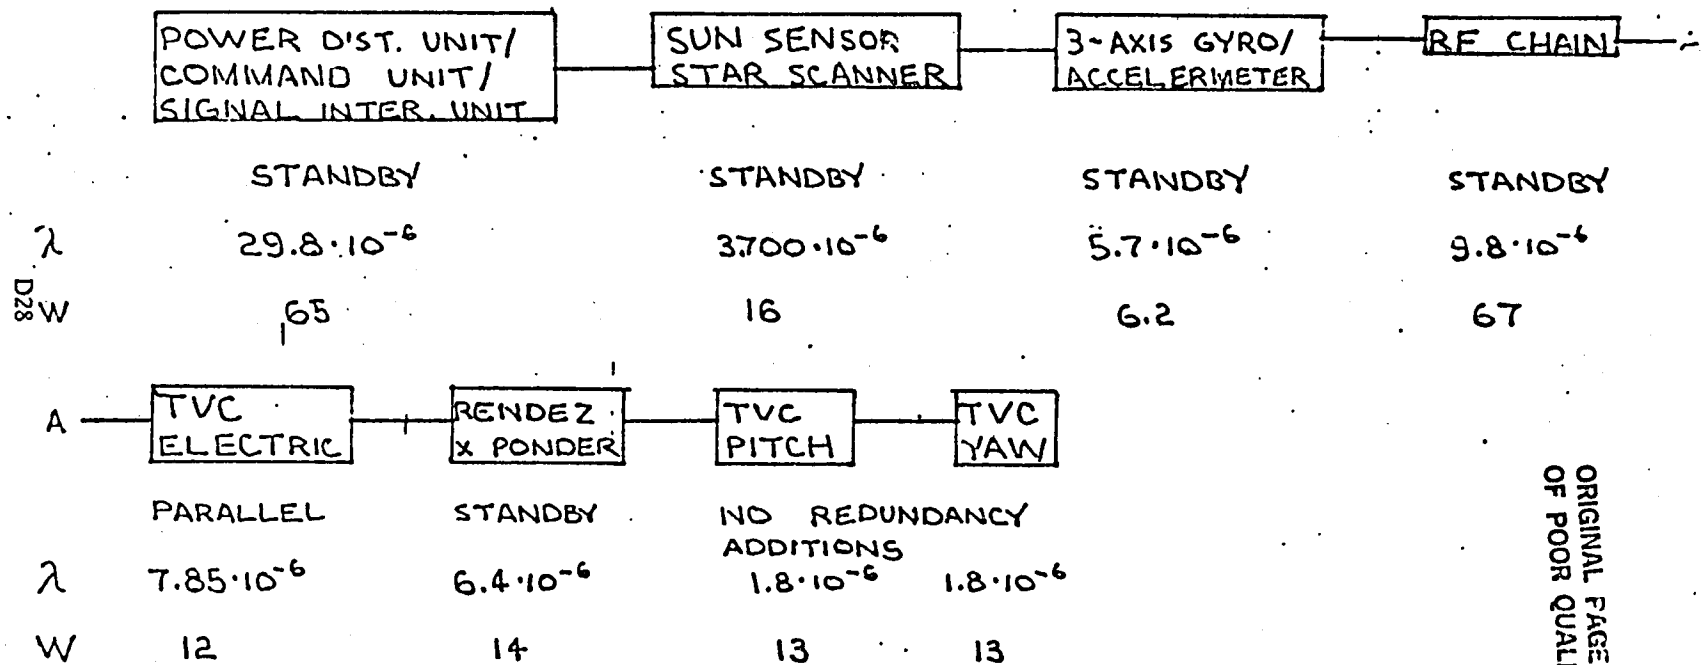 POWER DIST. UNIT/
COMMAND UNIT/
SIGNAL INTER. UNIT
SUN SENSOR
STAR SCANNER
3-AXIS GYRO/
ACCELERMETER
RF CHAIN
STANDBY STANDBY STANDBY STANDBY
λ 29.8·10⁻⁶ 3.700·10⁻⁶ 5.7·10⁻⁶ 9.8·10⁻⁶
W 65 16 6.2 67
D28
A
TVC
ELECTRIC
RENDEZ
X PONDER
TVC
PITCH
TVC
YAW
PARALLEL STANDBY NO REDUNDANCY
ADDITIONS
λ 7.85·10⁻⁶ 6.4·10⁻⁶ 1.8·10⁻⁶ 1.8·10⁻⁶
W 12 14 13 13
ORIGINAL PAGE
OF POOR QUALI